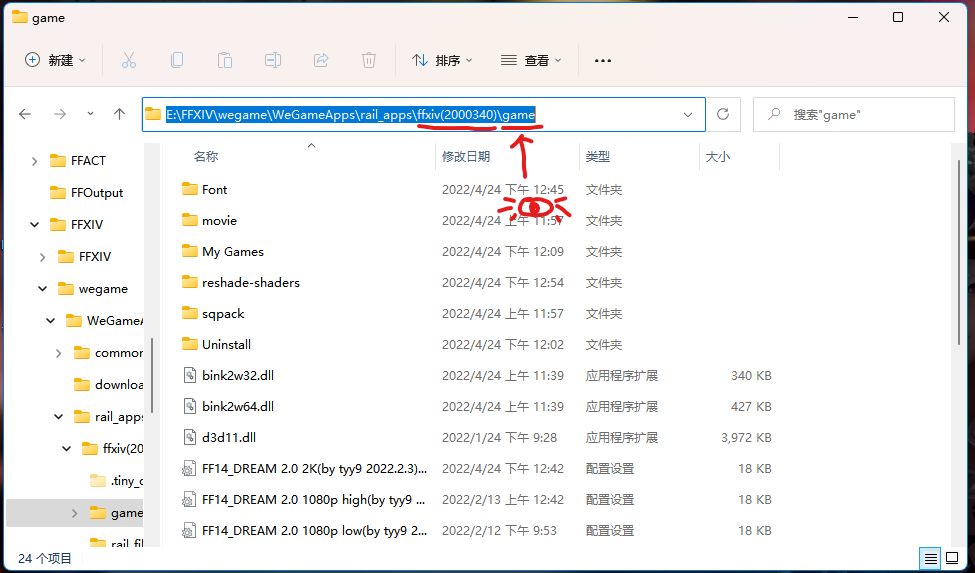 game
新建
排序
查看
E:\FFXIV\wegame\WeGameApps\rail_apps\ffxiv(2000340)\game
搜索"game"
FFACT
FFOutput
FFXIV
FFXIV
wegame
WeGameA
common
downloa
rail_apps
ffxiv(20
.tiny_c
game
rail_fil
名称 修改日期 类型 大小
Font 2022/4/24 下午 12:45 文件夹
movie 2022/4/24 上午 11:57 文件夹
My Games 2022/4/24 下午 12:09 文件夹
reshade-shaders 2022/4/24 下午 12:54 文件夹
sqpack 2022/4/24 上午 11:57 文件夹
Uninstall 2022/4/24 下午 12:02 文件夹
bink2w32.dll 2022/4/24 上午 11:39 应用程序扩展 340 KB
bink2w64.dll 2022/4/24 上午 11:39 应用程序扩展 427 KB
d3d11.dll 2022/1/24 下午 9:28 应用程序扩展 3,972 KB
FF14_DREAM 2.0 2K(by tyy9 2022.2.3)... 2022/4/24 下午 12:42 配置设置 18 KB
FF14_DREAM 2.0 1080p high(by tyy9 ... 2022/2/13 上午 12:42 配置设置 18 KB
FF14_DREAM 2.0 1080p low(by tyy9 2... 2022/2/12 下午 9:53 配置设置 18 KB
24 个项目